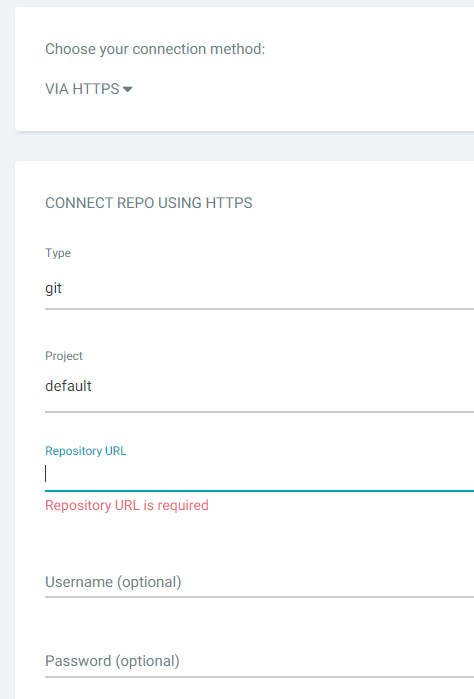 Choose your connection method:
VIA HTTPS
CONNECT REPO USING HTTPS
Type
git
Project
default
Repository URL
Repository URL is required
Username (optional)
Password (optional)